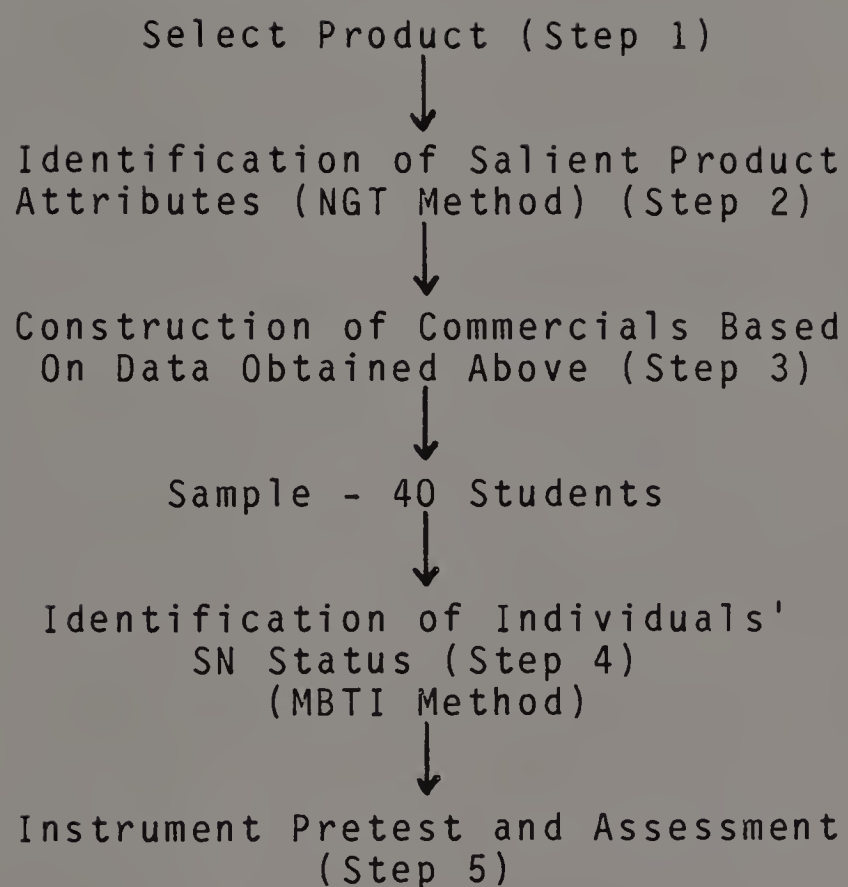 Select Product (Step 1)
Identification of Salient Product
Attributes (NGT Method) (Step 2)
Construction of Commercials Based
On Data Obtained Above (Step 3)
Sample - 40 Students
Identification of Individuals'
SN Status (Step 4)
(MBTI Method)
Instrument Pretest and Assessment
(Step 5)